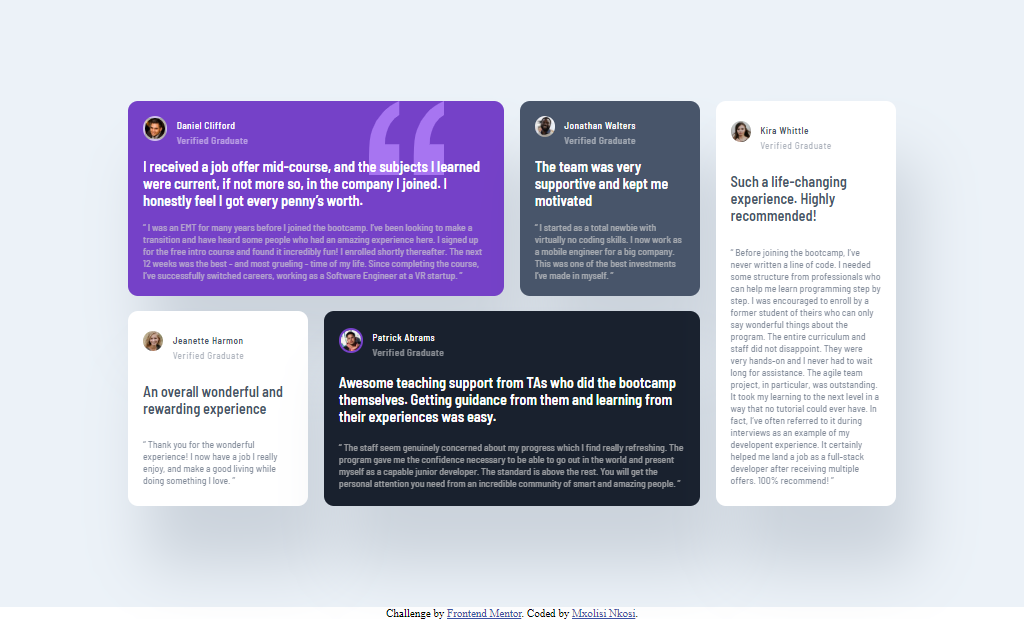 Daniel Clifford
Verified Graduate
I received a job offer mid-course, and the subjects I learned
were current, if not more so, in the company I joined. I
honestly feel I got every penny’s worth.
“ I was an EMT for many years before I joined the bootcamp. I’ve been looking to make a
transition and have heard some people who had an amazing experience here. I signed up
for the free intro course and found it incredibly fun! I enrolled shortly thereafter. The next
12 weeks was the best – and most grueling – time of my life. Since completing the course,
I’ve successfully switched careers, working as a Software Engineer at a VR startup. ”
Jonathan Walters
Verified Graduate
The team was very
supportive and kept me
motivated
“ I started as a total newbie with
virtually no coding skills. I now work as
a mobile engineer for a big company.
This was one of the best investments
I’ve made in myself. ”
Kira Whittle
Verified Graduate
Such a life-changing
experience. Highly
recommended!
“ Before joining the bootcamp, I’ve
never written a line of code. I needed
some structure from professionals who
can help me learn programming step by
step. I was encouraged to enroll by a
former student of theirs who can only
say wonderful things about the
program. The entire curriculum and
staff did not disappoint. They were
very hands-on and I never had to wait
long for assistance. The agile team
project, in particular, was outstanding.
It took my learning to the next level in a
way that no tutorial could ever have. In
fact, I’ve often referred to it during
interviews as an example of my
developent experience. It certainly
helped me land a job as a full-stack
developer after receiving multiple
offers. 100% recommend! ”
Jeanette Harmon
Verified Graduate
An overall wonderful and
rewarding experience
“ Thank you for the wonderful
experience! I now have a job I really
enjoy, and make a good living while
doing something I love. ”
Patrick Abrams
Verified Graduate
Awesome teaching support from TAs who did the bootcamp
themselves. Getting guidance from them and learning from
their experiences was easy.
“ The staff seem genuinely concerned about my progress which I find really refreshing. The
program gave me the confidence necessary to be able to go out in the world and present
myself as a capable junior developer. The standard is above the rest. You will get the
personal attention you need from an incredible community of smart and amazing people. ”
Challenge by Frontend Mentor. Coded by Mxolisi Nkosi.